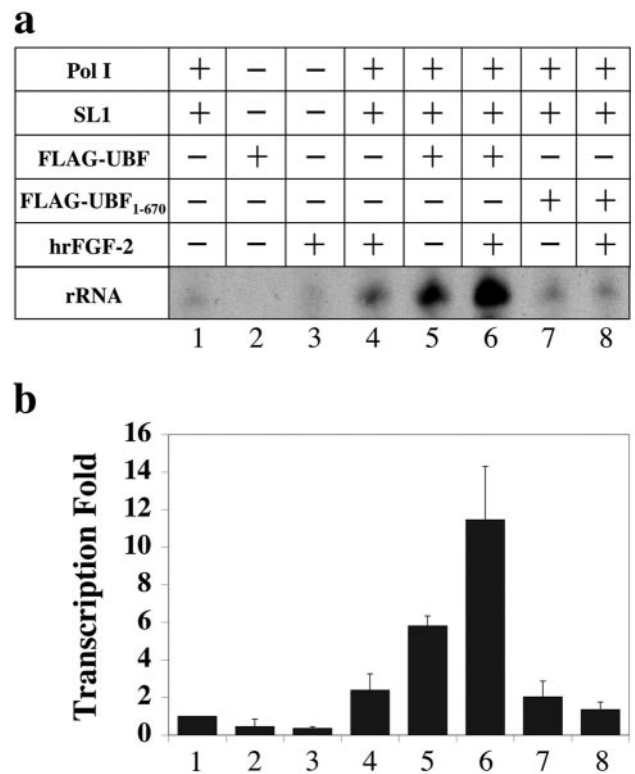 a
Pol I + − − + + + + +
SL1 + − − + + + + +
FLAG-UBF − + − − + + − −
FLAG-UBF1-670 − − − − − − + +
hrFGF-2 − − + + − + − +
rRNA
1 2 3 4 5 6 7 8
b
Transcription Fold
16
14
12
10
8
6
4
2
0
1 2 3 4 5 6 7 8